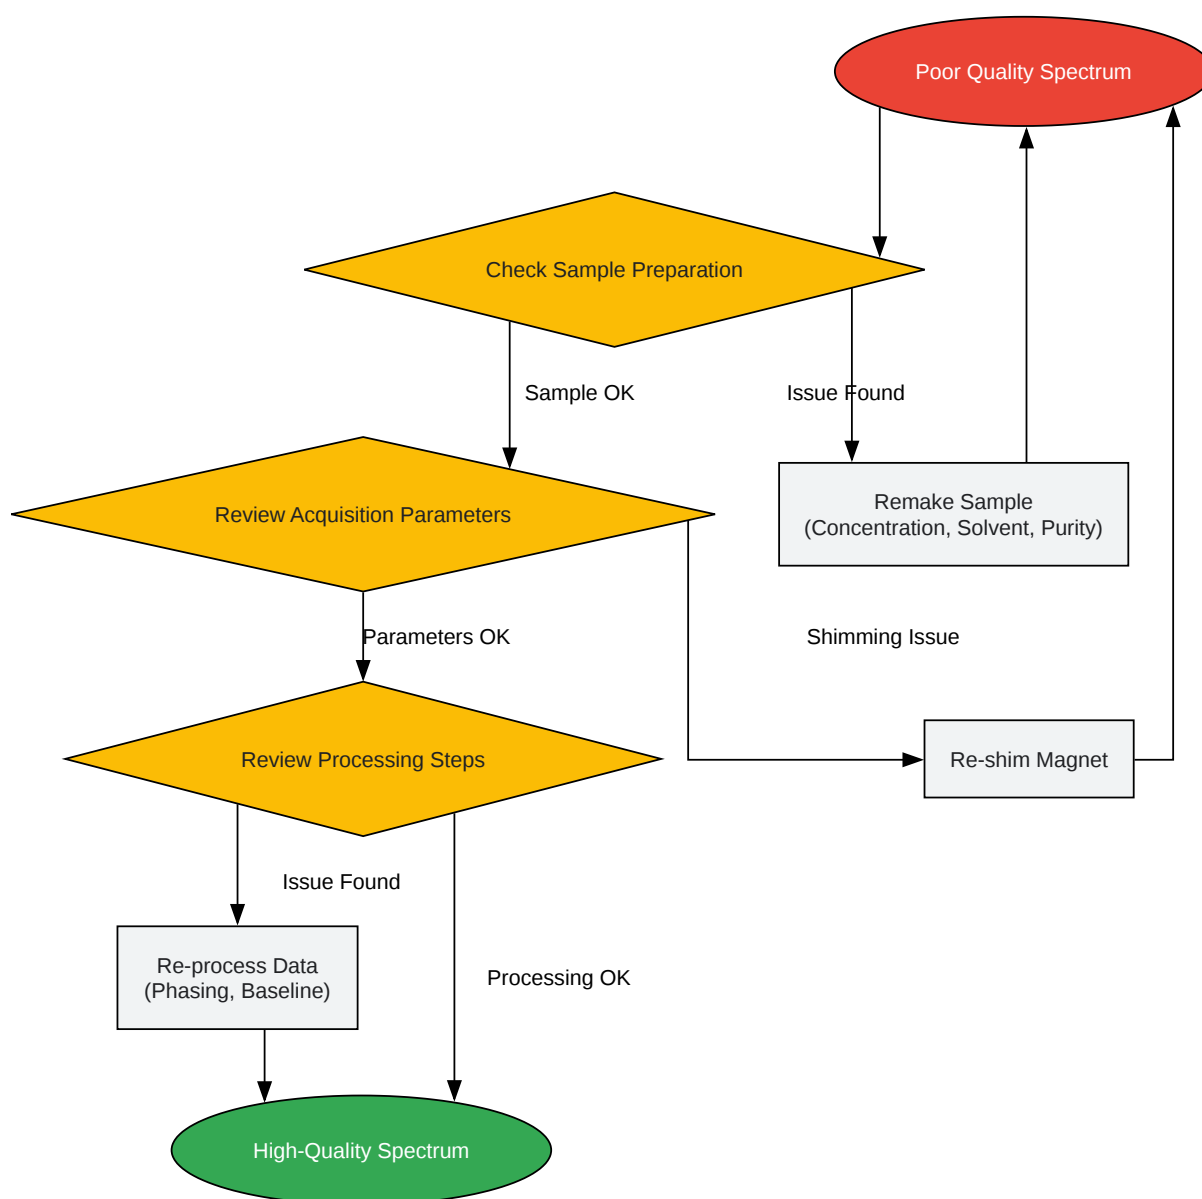 Poor Quality Spectrum
Check Sample Preparation
Sample OK
Issue Found
Review Acquisition Parameters
Remake Sample
(Concentration, Solvent, Purity)
Parameters OK
Shimming Issue
Review Processing Steps
Re-shim Magnet
Issue Found
Re-process Data
(Phasing, Baseline)
Processing OK
High-Quality Spectrum